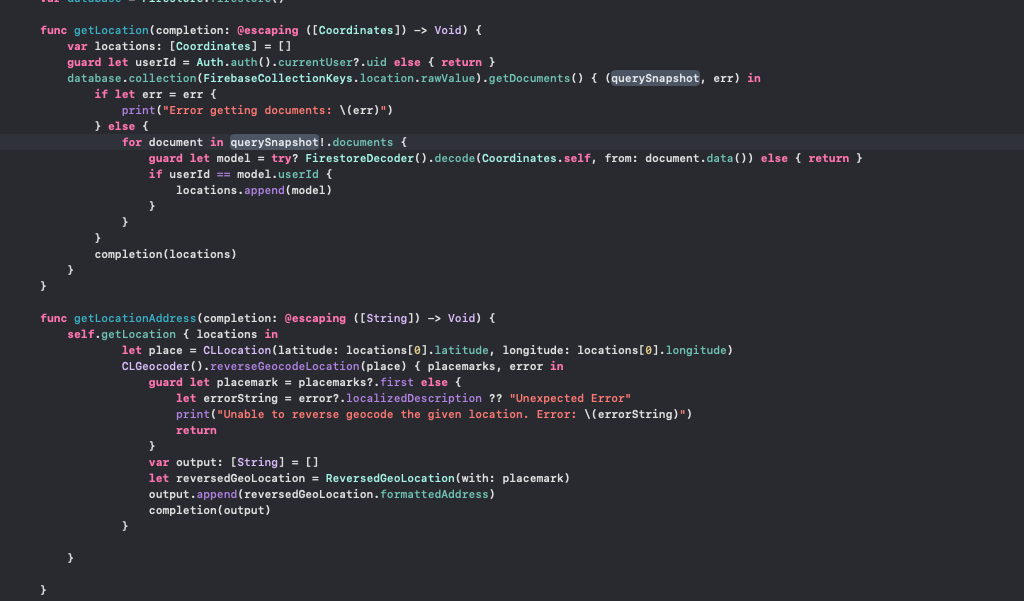 func getLocation(completion: @escaping ([Coordinates]) -> Void) {
var locations: [Coordinates] = []
guard let userId = Auth.auth().currentUser?.uid else { return }
database.collection(FirebaseCollectionKeys.location.rawValue).getDocuments() { (querySnapshot, err) in
if let err = err {
print("Error getting documents: \(err)")
} else {
for document in querySnapshot!.documents {
guard let model = try? FirestoreDecoder().decode(Coordinates.self, from: document.data()) else { return }
if userId == model.userId {
locations.append(model)
}
}
}
completion(locations)
}
}
func getLocationAddress(completion: @escaping ([String]) -> Void) {
self.getLocation { locations in
let place = CLLocation(latitude: locations[0].latitude, longitude: locations[0].longitude)
CLGeocoder().reverseGeocodeLocation(place) { placemarks, error in
guard let placemark = placemarks?.first else {
let errorString = error?.localizedDescription ?? "Unexpected Error"
print("Unable to reverse geocode the given location. Error: \(errorString)")
return
}
var output: [String] = []
let reversedGeoLocation = ReversedGeoLocation(with: placemark)
output.append(reversedGeoLocation.formattedAddress)
completion(output)
}
}
}